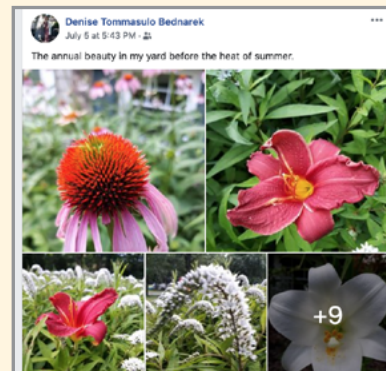 Denise Tommasulo Bednarek
July 5 at 5:43 PM ·
The annual beauty in my yard before the heat of summer.
+9